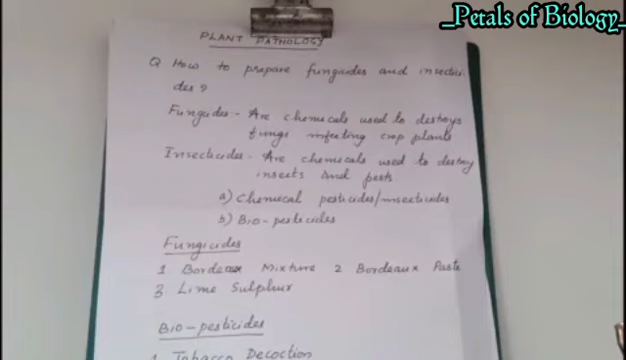 _Petals of Biology_
PLANT PATHOLOGY
Q How to prepare fungicides and insectici-
des?
Fungicides - Are chemicals used to destroy
fungi infecting crop plants
Insecticides - Are chemicals used to destroy
insects and pests
a) Chemical pesticides/insecticides
b) Bio-pesticides
Fungicides
1 Bordeaux Mixture 2 Bordeaux Paste
3 Lime Sulphur
Bio-pesticides
1 Tobacco Decoction